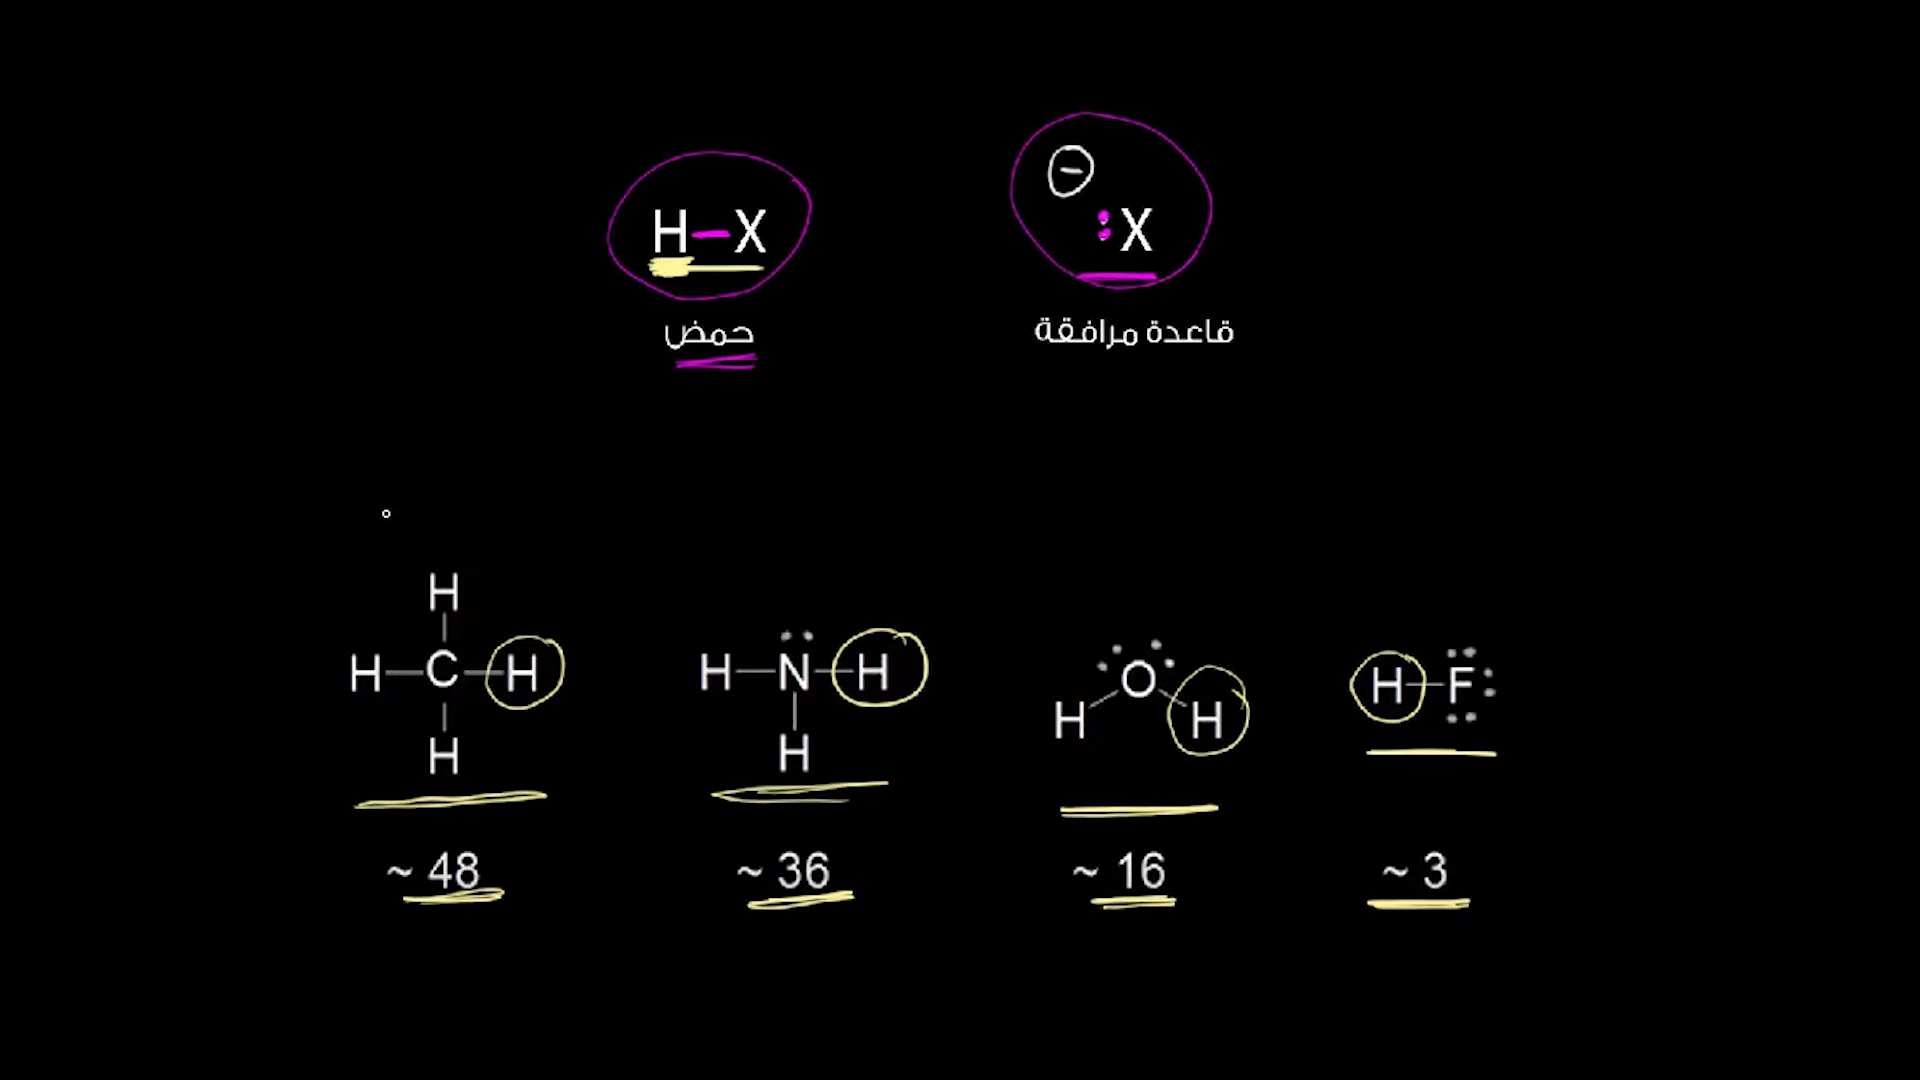 H–X
⊖ :X
حمض
قاعدة مرافقة
H
H–C–H
H
H–N–H
H
O
H H
H–F
~ 48
~ 36
~ 16
~ 3